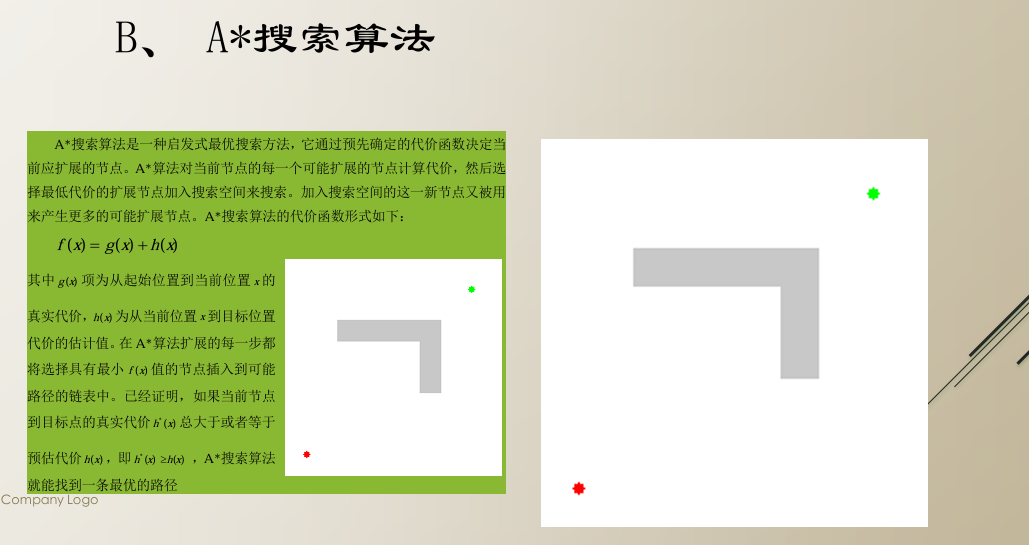 B、 A*搜索算法
A*搜索算法是一种启发式最优搜索方法，它通过预先确定的代价函数决定当
前应扩展的节点。A*算法对当前节点的每一个可能扩展的节点计算代价，然后选
择最低代价的扩展节点加入搜索空间来搜索。加入搜索空间的这一新节点又被用
来产生更多的可能扩展节点。A*搜索算法的代价函数形式如下：
f(x) = g(x) + h(x)
其中 g(x) 项为从起始位置到当前位置 x 的
真实代价，h(x) 为从当前位置 x 到目标位置
代价的估计值。在 A*算法扩展的每一步都
将选择具有最小 f(x) 值的节点插入到可能
路径的链表中。已经证明，如果当前节点
到目标点的真实代价 h*(x) 总大于或者等于
预估代价 h(x)，即 h*(x) ≥h(x) ，A*搜索算法
就能找到一条最优的路径
Company Logo